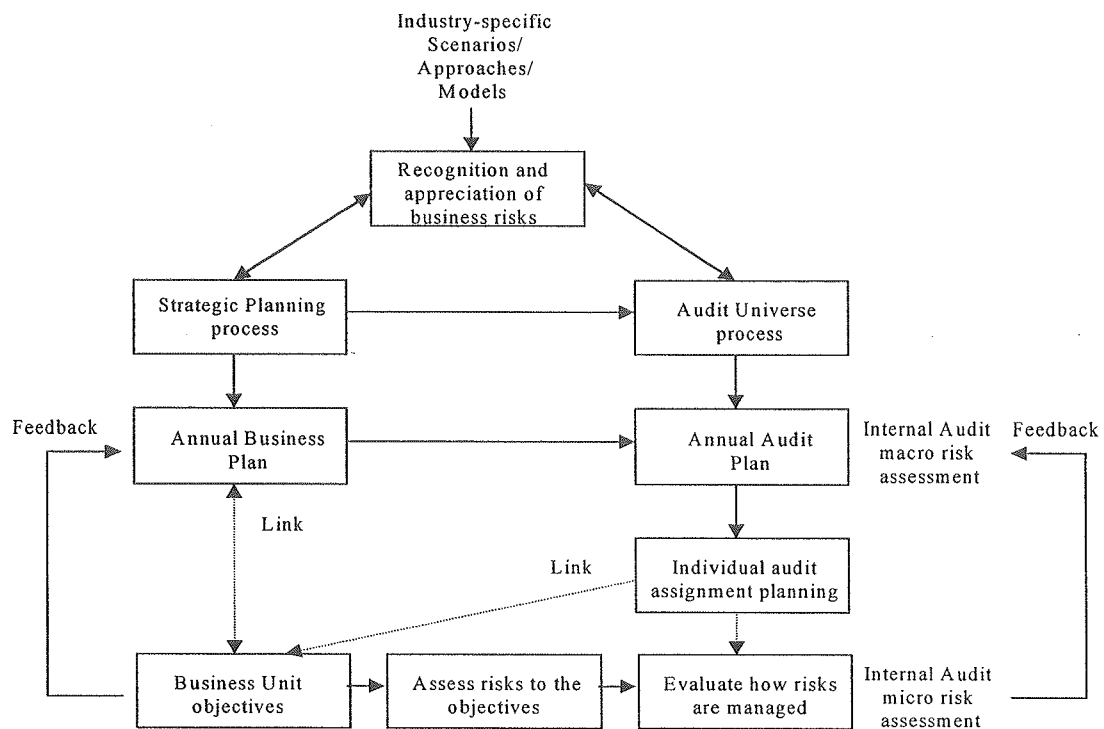 Industry-specific
Scenarios/
Approaches/
Models
Recognition and
appreciation of
business risks
Strategic Planning
process
Audit Universe
process
Feedback
Annual Business
Plan
Annual Audit
Plan
Internal Audit
macro risk
assessment
Feedback
Link
Link
Individual audit
assignment planning
Business Unit
objectives
Assess risks to the
objectives
Evaluate how risks
are managed
Internal Audit
micro risk
assessment